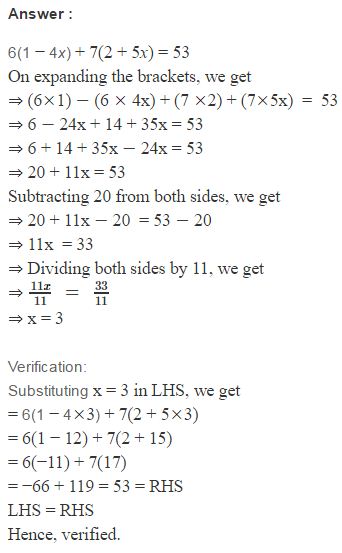 Answer :
6(1 − 4x) + 7(2 + 5x) = 53
On expanding the brackets, we get
⇒ (6×1) − (6 × 4x) + (7 ×2) + (7×5x) = 53
⇒ 6 − 24x + 14 + 35x = 53
⇒ 6 + 14 + 35x − 24x = 53
⇒ 20 + 11x = 53
Subtracting 20 from both sides, we get
⇒ 20 + 11x − 20 = 53 − 20
⇒ 11x = 33
⇒ Dividing both sides by 11, we get
⇒ 11x/11 = 33/11
⇒ x = 3
Verification:
Substituting x = 3 in LHS, we get
= 6(1 − 4×3) + 7(2 + 5×3)
= 6(1 − 12) + 7(2 + 15)
= 6(−11) + 7(17)
= −66 + 119 = 53 = RHS
LHS = RHS
Hence, verified.